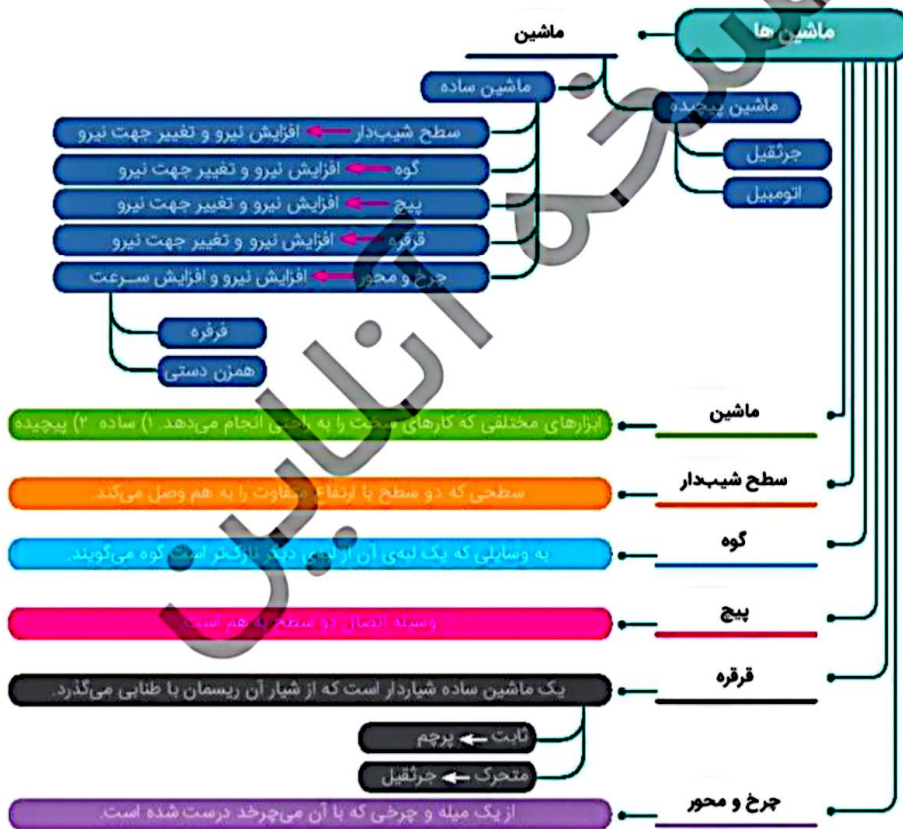 ماشین ها
ماشین
ماشین ساده
سطح شیب‌دار ← افزایش نیرو و تغییر جهت نیرو
گوه ← افزایش نیرو و تغییر جهت نیرو
پیچ ← افزایش نیرو و تغییر جهت نیرو
قرقره ← افزایش نیرو و تغییر جهت نیرو
چرخ و محور ← افزایش نیرو و افزایش سـرعت
فرفره
همزن دستی
ماشین پیچیده
جرثقیل
اتومبیل
ماشین
ابزارهای مختلفی که کارهای سخت را به راحتی انجام می‌دهد. ۱) ساده ۲) پیچیده
سطح شیب‌دار
سطحی که دو سطح با ارتفاع متفاوت را به هم وصل می‌کند.
گوه
به وسایلی که یک لبه‌ی آن از لبه‌ی دیگر نازک‌تر است گوه می‌گویند.
پیچ
وسیله اتصال دو سطح به هم است.
قرقره
یک ماشین ساده شیاردار است که از شیار آن ریسمان یا طنابی می‌گذرد.
ثابت ← پرچم
متحرک ← جرثقیل
چرخ و محور
از یک میله و چرخی که با آن می‌چرخد درست شده است.
آنلاین